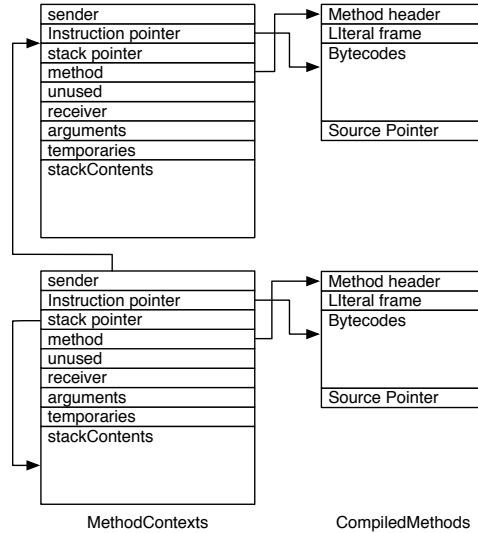 sender
Instruction pointer
stack pointer
method
unused
receiver
arguments
temporaries
stackContents
Method header
LIteral frame
Bytecodes
Source Pointer
sender
Instruction pointer
stack pointer
method
unused
receiver
arguments
temporaries
stackContents
Method header
LIteral frame
Bytecodes
Source Pointer
MethodContexts
CompiledMethods